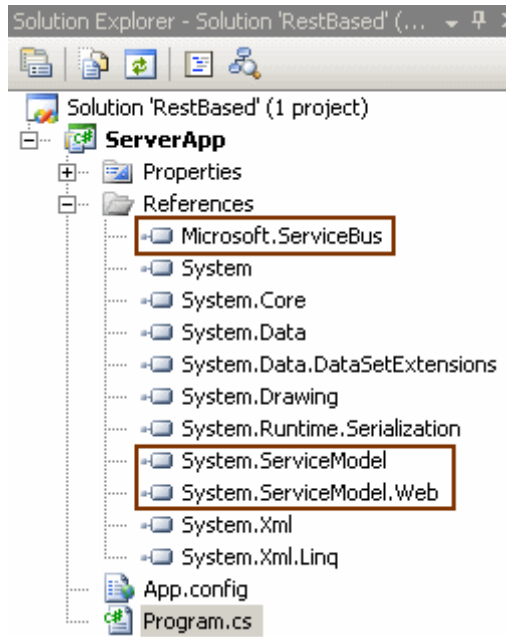 Solution Explorer - Solution 'RestBased' (...
Solution 'RestBased' (1 project)
ServerApp
Properties
References
Microsoft.ServiceBus
System
System.Core
System.Data
System.Data.DataSetExtensions
System.Drawing
System.Runtime.Serialization
System.ServiceModel
System.ServiceModel.Web
System.Xml
System.Xml.Linq
App.config
Program.cs